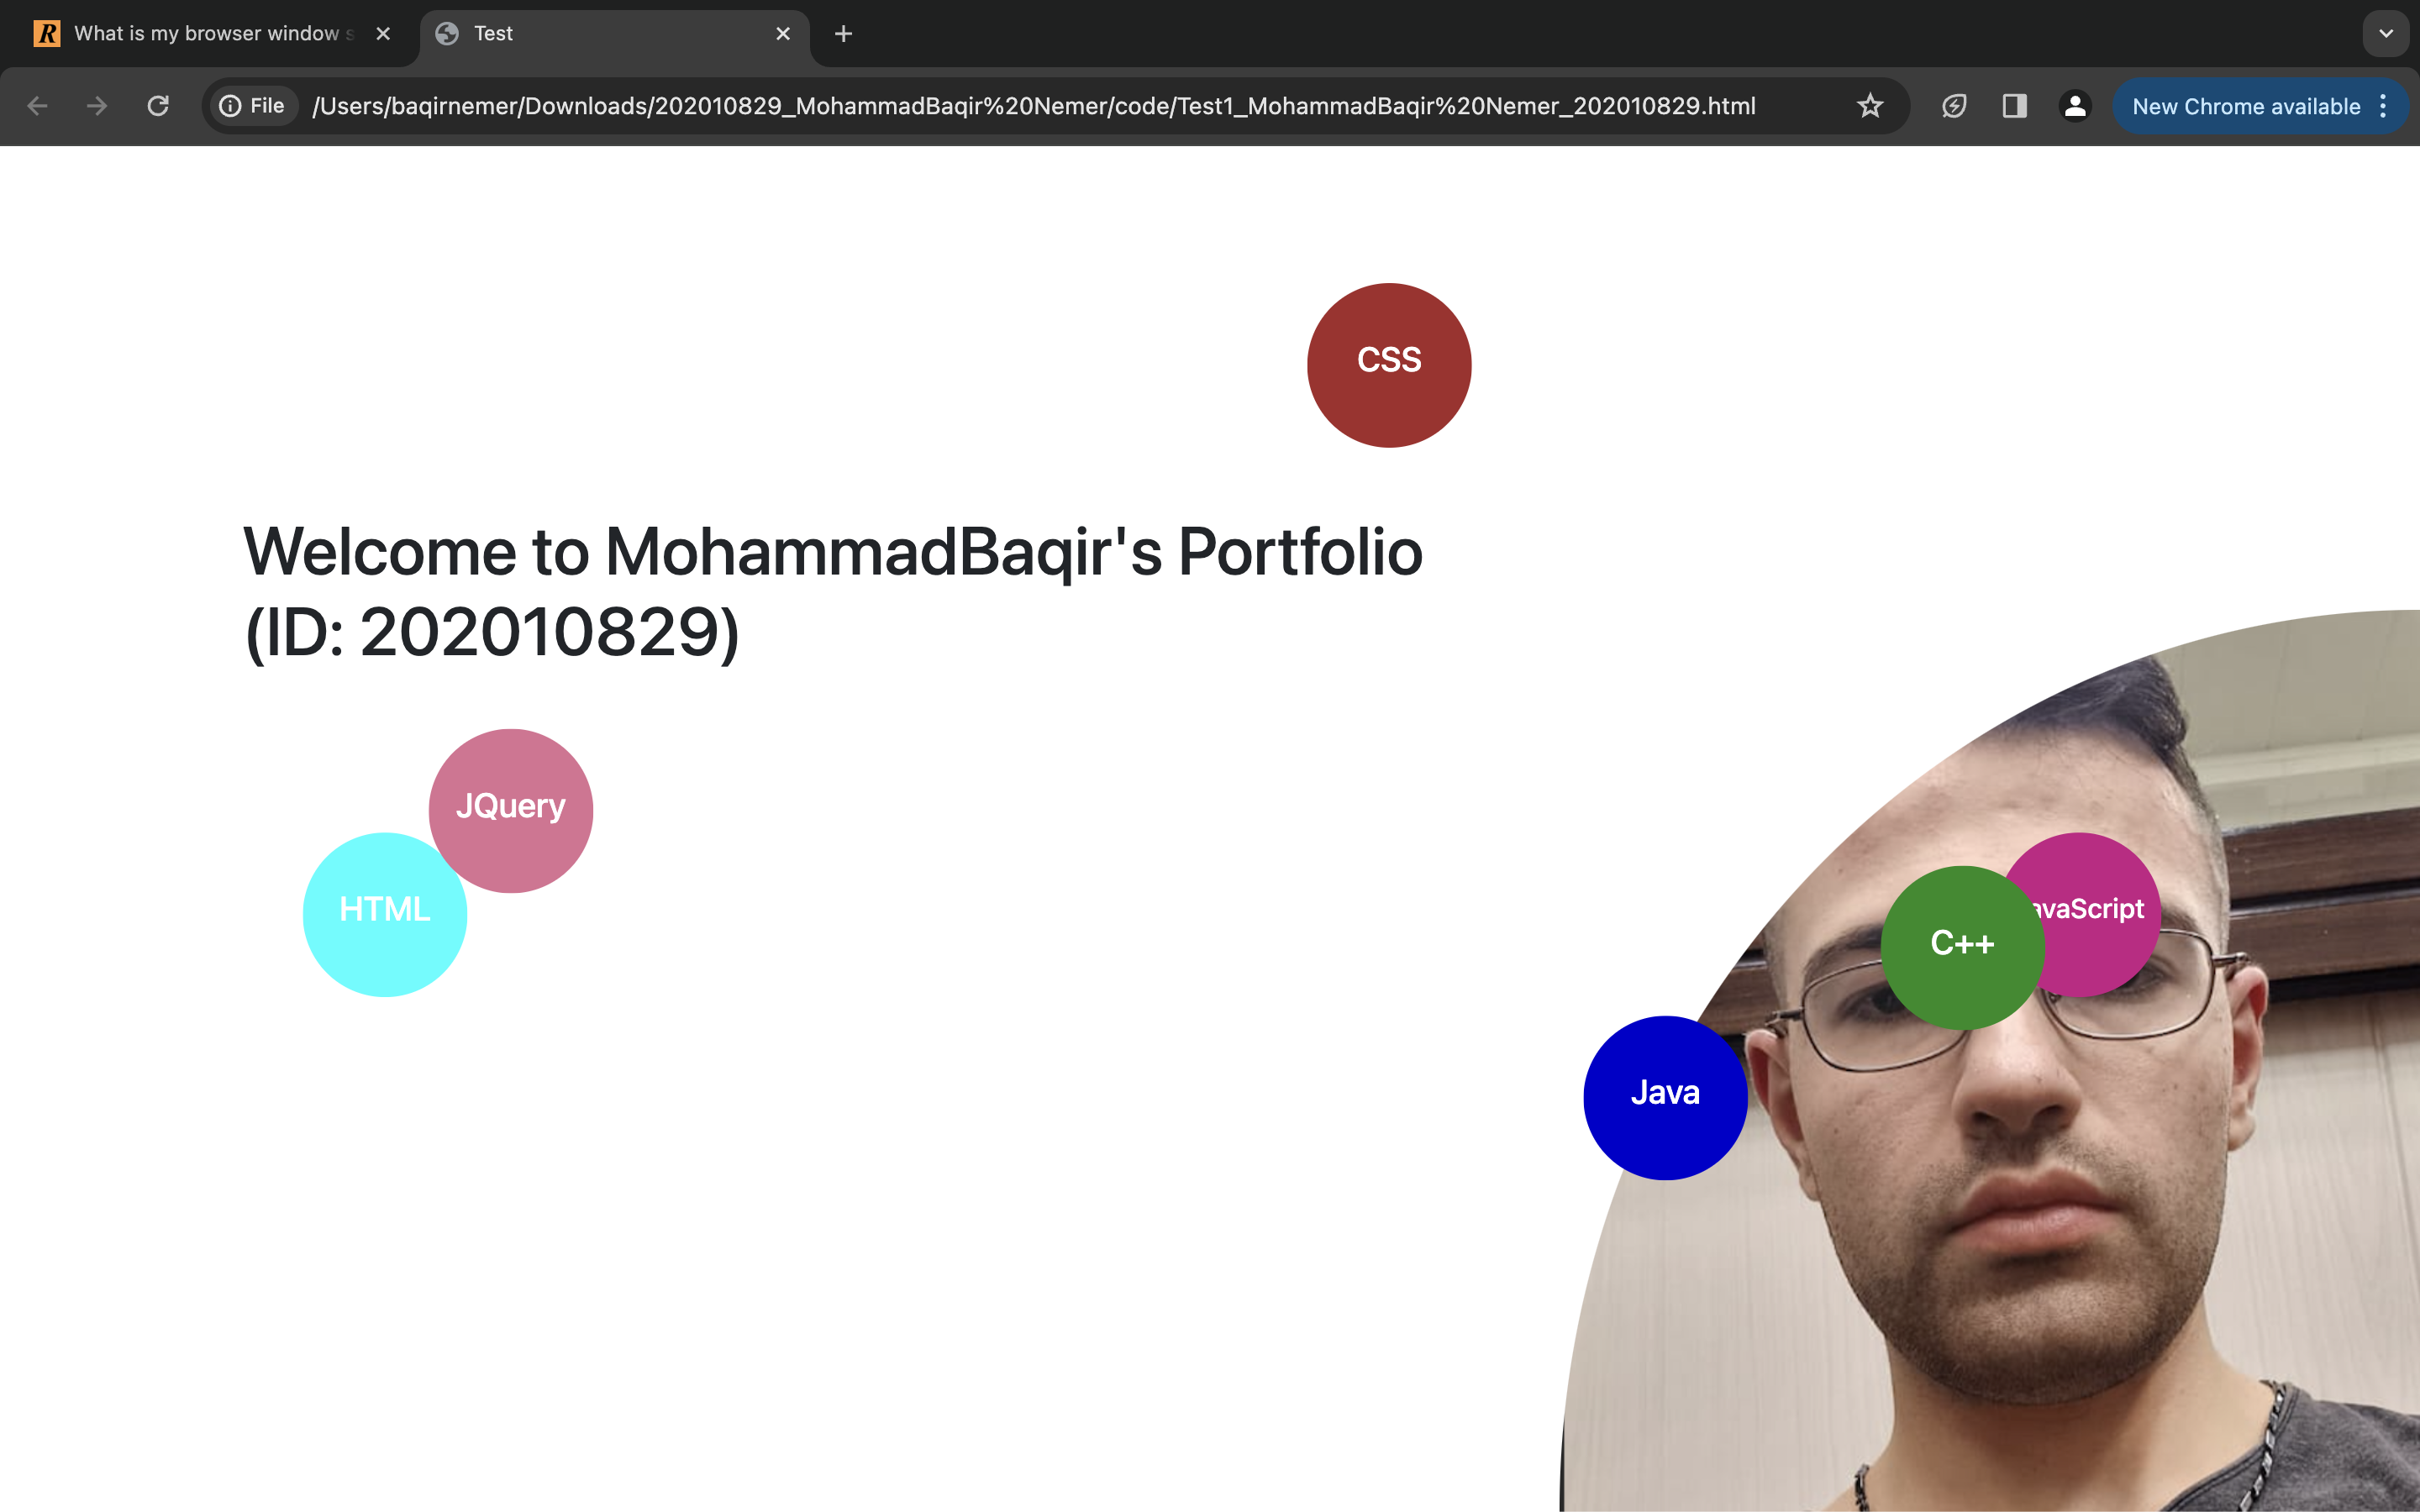 What is my browser window s
Test
File
/Users/baqirnemer/Downloads/202010829_MohammadBaqir%20Nemer/code/Test1_MohammadBaqir%20Nemer_202010829.html
New Chrome available
CSS
Welcome to MohammadBaqir's Portfolio
(ID: 202010829)
JQuery
HTML
avaScript
C++
Java